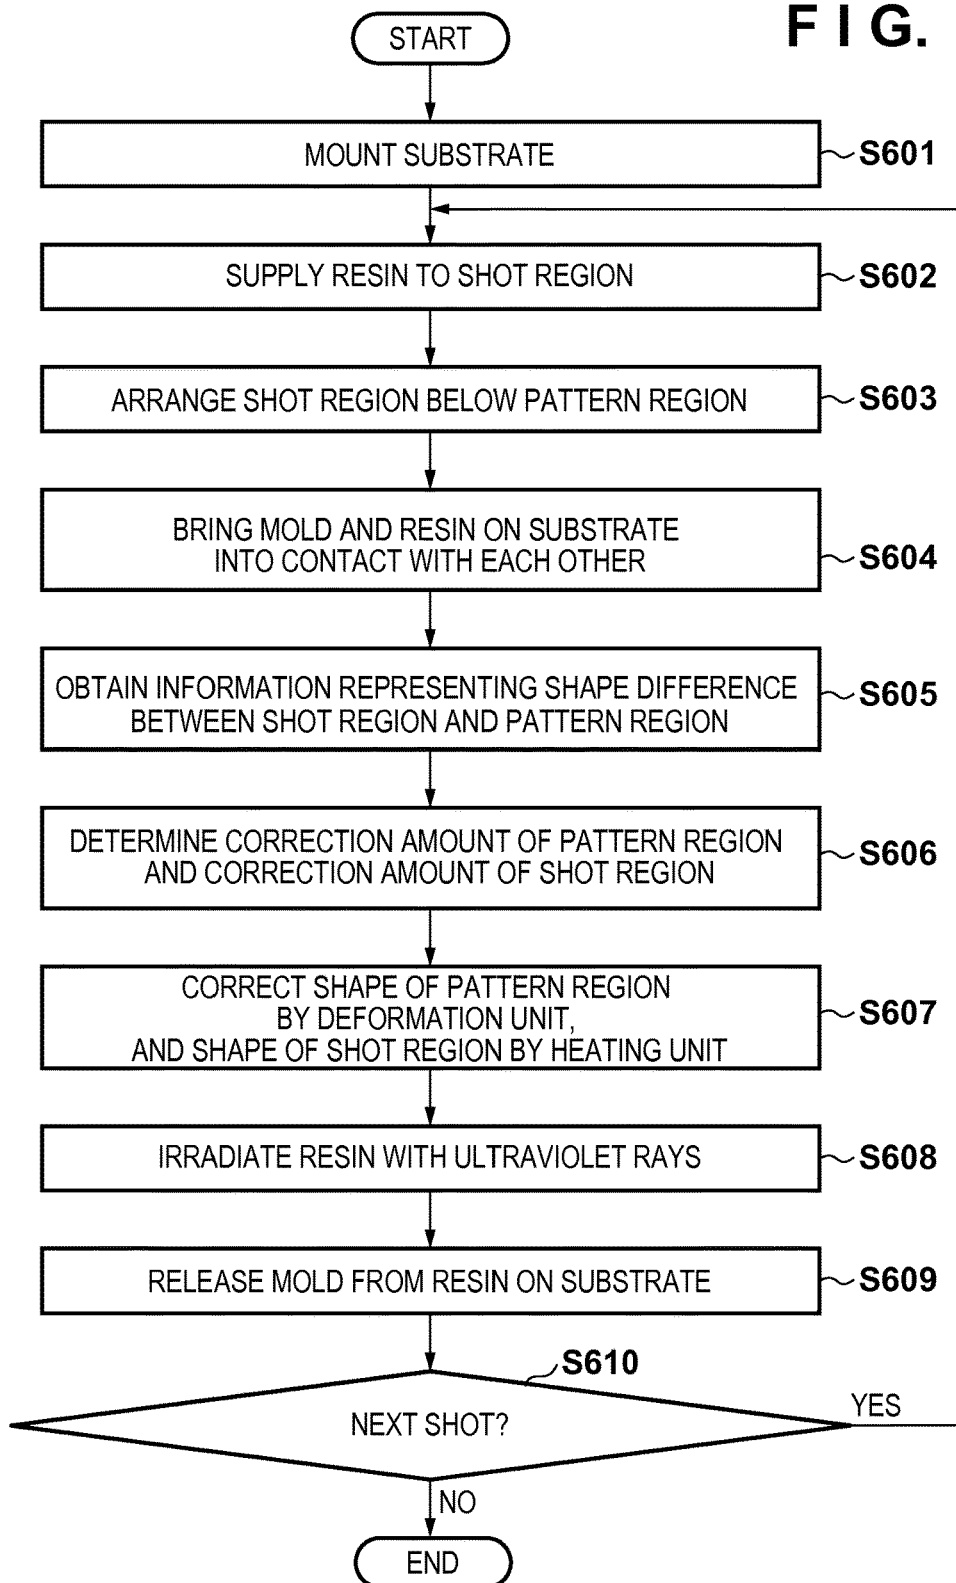 FIG.
START
MOUNT SUBSTRATE
S601
SUPPLY RESIN TO SHOT REGION
S602
ARRANGE SHOT REGION BELOW PATTERN REGION
S603
BRING MOLD AND RESIN ON SUBSTRATE
INTO CONTACT WITH EACH OTHER
S604
OBTAIN INFORMATION REPRESENTING SHAPE DIFFERENCE
BETWEEN SHOT REGION AND PATTERN REGION
S605
DETERMINE CORRECTION AMOUNT OF PATTERN REGION
AND CORRECTION AMOUNT OF SHOT REGION
S606
CORRECT SHAPE OF PATTERN REGION
BY DEFORMATION UNIT,
AND SHAPE OF SHOT REGION BY HEATING UNIT
S607
IRRADIATE RESIN WITH ULTRAVIOLET RAYS
S608
RELEASE MOLD FROM RESIN ON SUBSTRATE
S609
S610
NEXT SHOT?
YES
NO
END